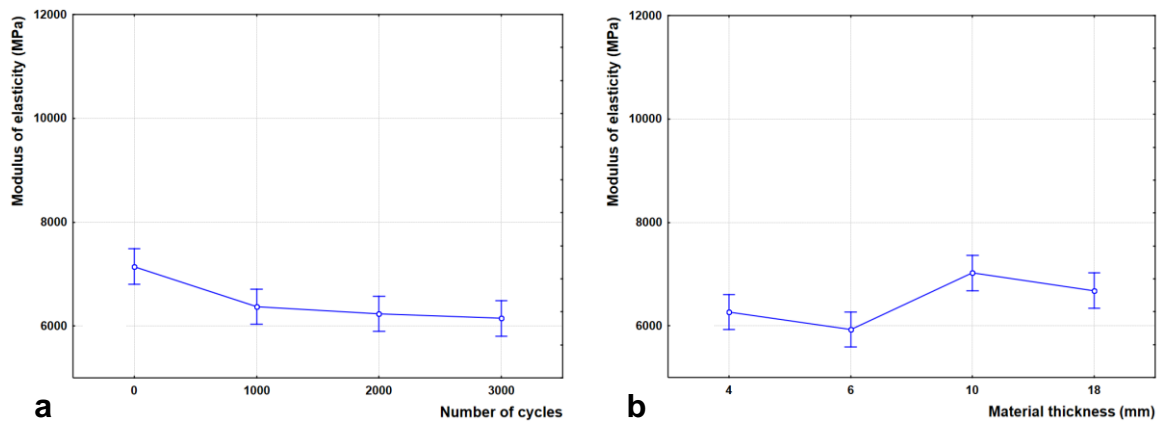 Modulus of elasticity (MPa)
12000
10000
8000
6000
0 1000 2000 3000
Number of cycles
a
Modulus of elasticity (MPa)
12000
10000
8000
6000
4 6 10 18
Material thickness (mm)
b